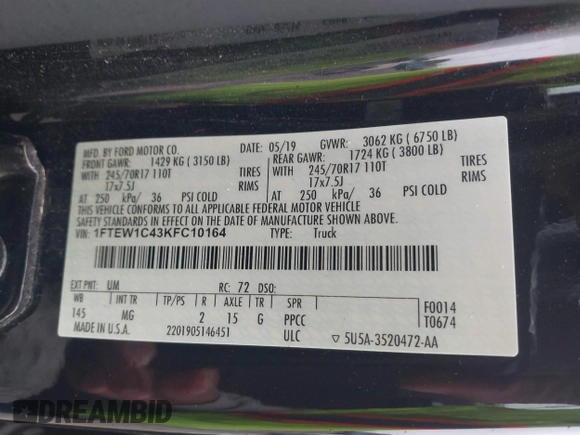 MFD. BY FORD MOTOR CO.
05/19
GVWR: 3062 KG ( 6750 LB)
FRONT GAWR: 1429 KG ( 3150 LB)
REAR GAWR: 1724 KG ( 3800 LB)
245/70R17 110T TIRES
245/70R17 110T TIRES
17x7.5J RIMS
17x7.5J RIMS
AT 250 kPa/ 36 PSI COLD
AT 250 kPa/ 36 PSI COLD
THIS VEHICLE CONFORMS TO ALL APPLICABLE FEDERAL MOTOR VEHICLE
SAFETY STANDARDS IN EFFECT ON THE DATE OF MANUFACTURE SHOWN ABOVE.
VIN: 1FTEW1C43KFC10164
TYPE: Truck
EXT PNT: UM RC: 72 DSO:
WB INT TR TP/PS R AXLE TR SPR
F0014
145 MG 2 15 G PPCC
T0674
MADE IN U.S.A. 2201905146451 ULC
▽ 5U5A-3520472-AA
DREAMBID